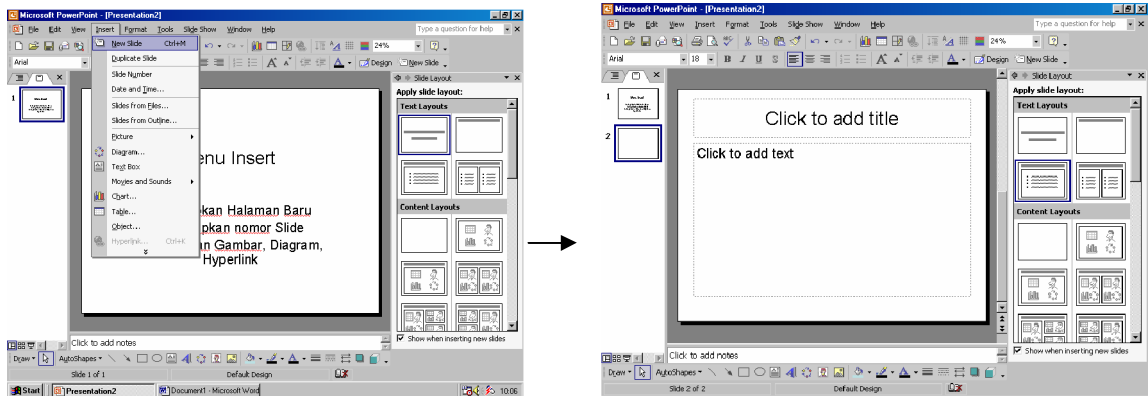 Microsoft PowerPoint - [Presentation2]
File Edit View Insert Format Tools Slide Show Window Help
Type a question for help
24%
New Slide Ctrl+M
Duplicate Slide
Slide Number
Date and Time...
Slides from Files...
Slides from Outline...
Picture
Diagram...
Text Box
Movies and Sounds
Chart...
Table...
Object...
Hyperlink... Ctrl+K
Arial
Design New Slide
1
enu Insert
kan Halaman Baru
pkan nomor Slide
n Gambar, Diagram,
Hyperlink
Slide Layout
Apply slide layout:
Text Layouts
Content Layouts
Show when inserting new slides
Click to add notes
Draw AutoShapes
Slide 1 of 1 Default Design
Start Presentation2 Document1 - Microsoft Word 10:06
Microsoft PowerPoint - [Presentation2]
File Edit View Insert Format Tools Slide Show Window Help
Type a question for help
24%
Arial 18 B I U S
Design New Slide
1
2
Click to add title
Click to add text
Slide Layout
Apply slide layout:
Text Layouts
Content Layouts
Show when inserting new slides
Click to add notes
Draw AutoShapes
Slide 2 of 2 Default Design